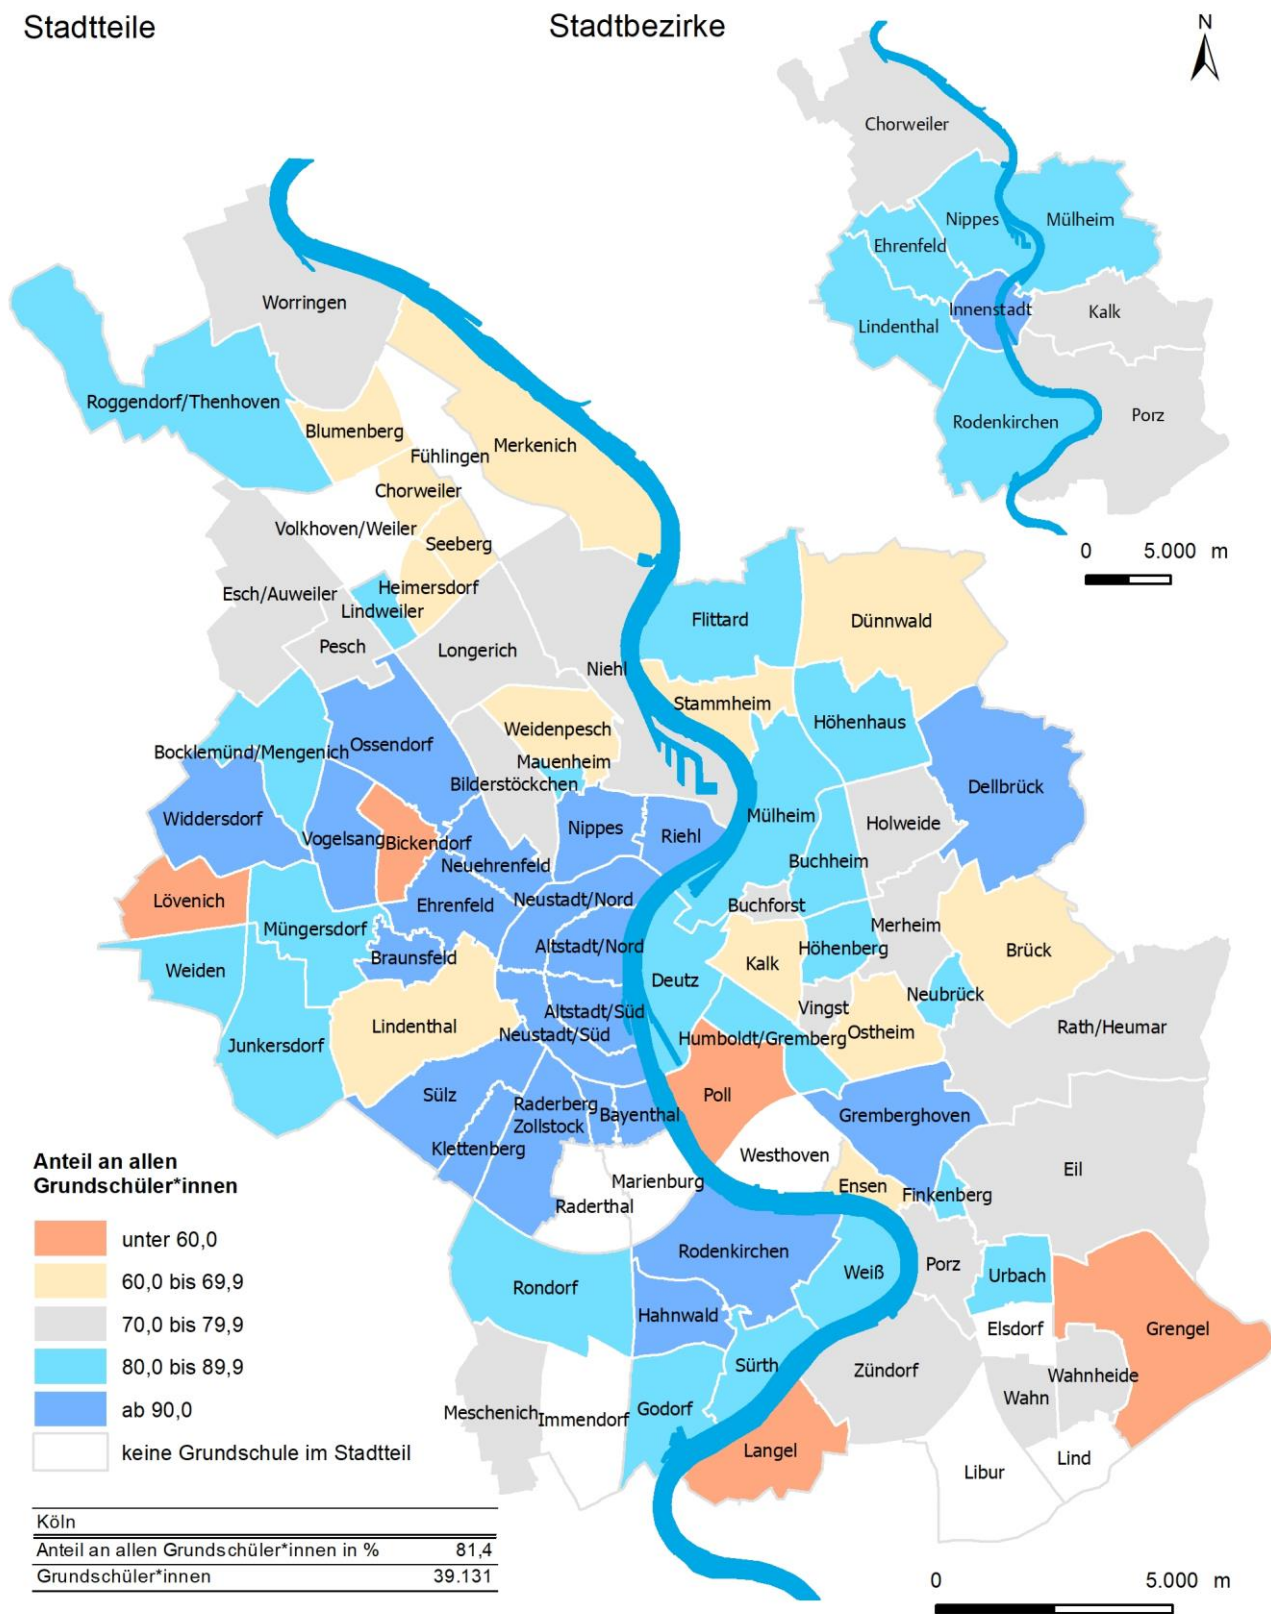 Stadtteile
Stadtbezirke
N
Chorweiler
Nippes
Mülheim
Ehrenfeld
Innenstadt
Kalk
Lindenthal
Rodenkirchen
Porz
0 5.000 m
Worringen
Roggendorf/Thenhoven
Blumenberg
Merkenich
Fühlingen
Chorweiler
Volkhoven/Weiler
Seeberg
Heimersdorf
Esch/Auweiler
Lindweiler
Flittard
Dünnwald
Pesch
Longerich
Niehl
Stammheim
Höhenhaus
Weidenpesch
Ossendorf
Bocklemünd/Mengenich
Mauenheim
Bilderstöckchen
Dellbrück
Widdersdorf
Mülheim
Holweide
Nippes
Riehl
Vogelsang
Bickendorf
Neuehrenfeld
Buchheim
Lövenich
Neustadt/Nord
Ehrenfeld
Buchforst
Merheim
Müngersdorf
Altstadt/Nord
Höhenberg
Brück
Braunsfeld
Kalk
Weiden
Deutz
Neubrück
Vingst
Altstadt/Süd
Lindenthal
Neustadt/Süd
Rath/Heumar
Humboldt/Gremberg
Ostheim
Junkersdorf
Sülz
Poll
Raderberg
Zollstock
Bayenthal
Gremberghoven
Klettenberg
Westhoven
Eil
Marienburg
Ensen
Finkenberg
Raderthal
Rodenkirchen
Weiß
Porz
Urbach
Rondorf
Hahnwald
Elsdorf
Grengel
Sürth
Zündorf
Wahnheide
Wahn
Meschenich
Immendorf
Godorf
Langel
Lind
Libur
Anteil an allen
Grundschüler*innen
unter 60,0
60,0 bis 69,9
70,0 bis 79,9
80,0 bis 89,9
ab 90,0
keine Grundschule im Stadtteil
Köln
Anteil an allen Grundschüler*innen in % 81,4
Grundschüler*innen 39.131
0 5.000 m